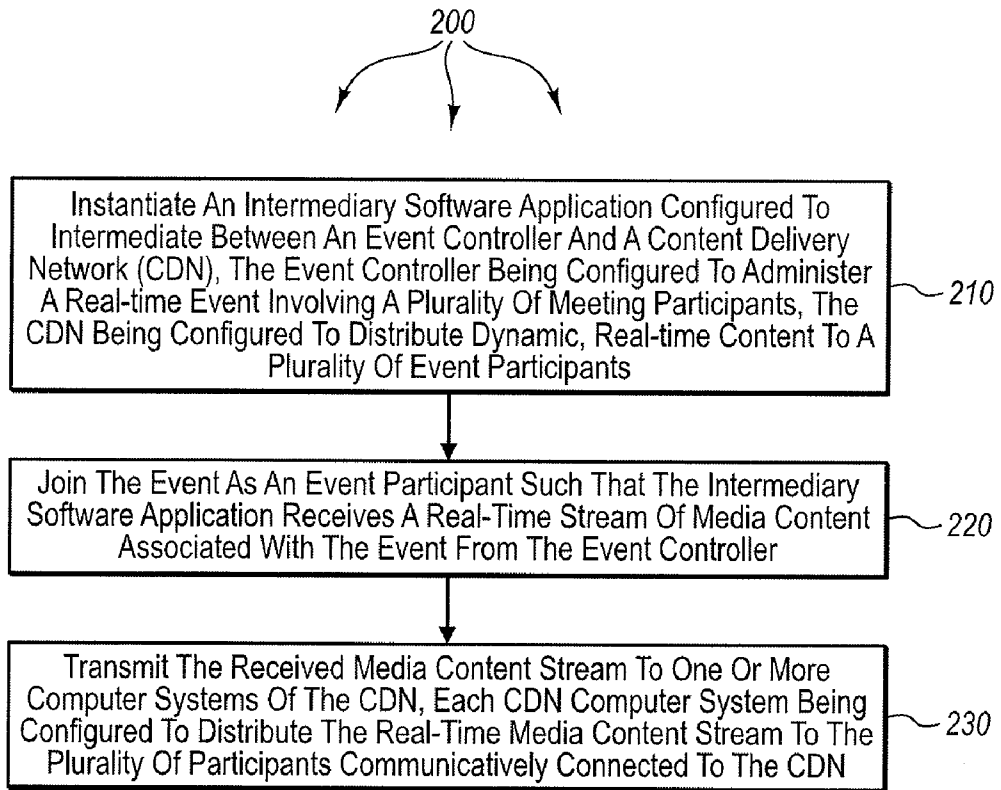 200
Instantiate An Intermediary Software Application Configured To
Intermediate Between An Event Controller And A Content Delivery
Network (CDN), The Event Controller Being Configured To Administer
A Real-time Event Involving A Plurality Of Meeting Participants, The
CDN Being Configured To Distribute Dynamic, Real-time Content To A
Plurality Of Event Participants
210
Join The Event As An Event Participant Such That The Intermediary
Software Application Receives A Real-Time Stream Of Media Content
Associated With The Event From The Event Controller
220
Transmit The Received Media Content Stream To One Or More
Computer Systems Of The CDN, Each CDN Computer System Being
Configured To Distribute The Real-Time Media Content Stream To The
Plurality Of Participants Communicatively Connected To The CDN
230